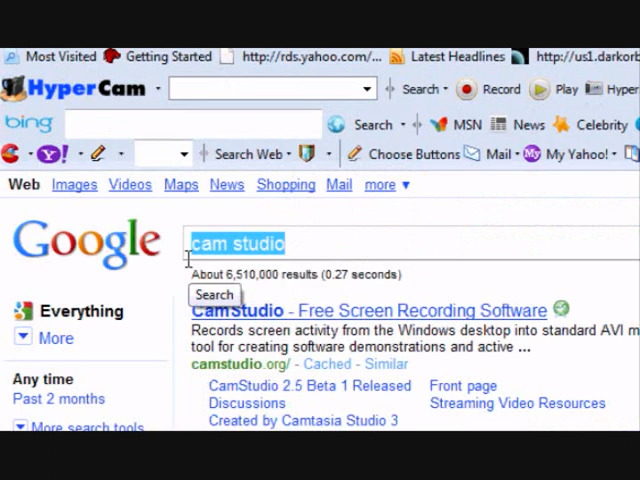 Most Visited Getting Started http://rds.yahoo.com/... Latest Headlines http://us1.darkorb
HyperCam Search Record Play Hyper
bing Search MSN News Celebrity
Y! Search Web Choose Buttons Mail My Yahoo!
Web Images Videos Maps News Shopping Mail more ▼
Google cam studio
About 6,510,000 results (0.27 seconds)
Search
Everything CamStudio - Free Screen Recording Software
More Records screen activity from the Windows desktop into standard AVI m
tool for creating software demonstrations and active ...
camstudio.org/ - Cached - Similar
Any time CamStudio 2.5 Beta 1 Released Front page
Past 2 months Discussions Streaming Video Resources
More search tools Created by Camtasia Studio 3